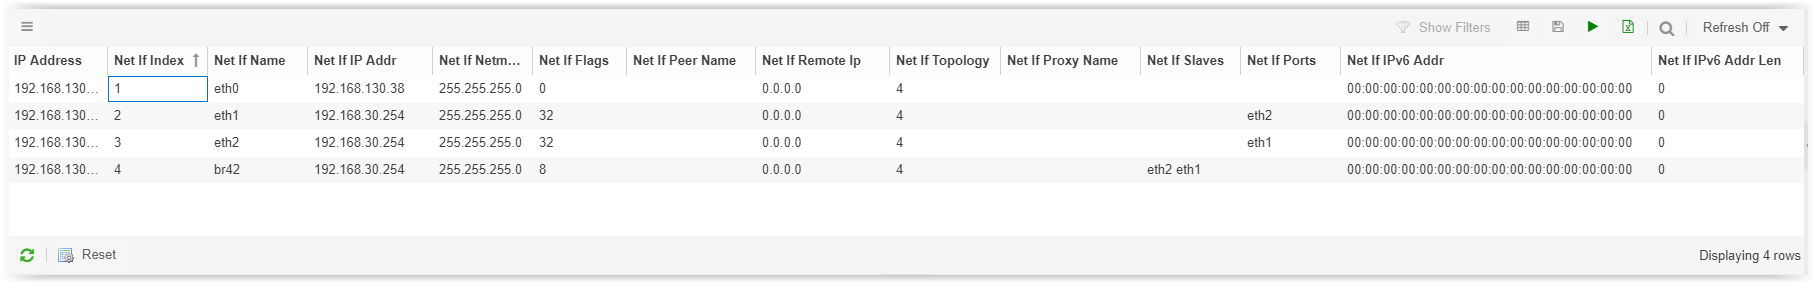 Show Filters Refresh Off
IP Address Net If Index Net If Name Net If IP Addr Net If Netm... Net If Flags Net If Peer Name Net If Remote Ip Net If Topology Net If Proxy Name Net If Slaves Net If Ports Net If IPv6 Addr Net If IPv6 Addr Len
192.168.130... 1 eth0 192.168.130.38 255.255.255.0 0 0.0.0.0 4 00:00:00:00:00:00:00:00:00:00:00:00:00:00:00:00 0
192.168.130... 2 eth1 192.168.30.254 255.255.255.0 32 0.0.0.0 4 eth2 00:00:00:00:00:00:00:00:00:00:00:00:00:00:00:00 0
192.168.130... 3 eth2 192.168.30.254 255.255.255.0 32 0.0.0.0 4 eth1 00:00:00:00:00:00:00:00:00:00:00:00:00:00:00:00 0
192.168.130... 4 br42 192.168.30.254 255.255.255.0 8 0.0.0.0 4 eth2 eth1 00:00:00:00:00:00:00:00:00:00:00:00:00:00:00:00 0
Reset Displaying 4 rows